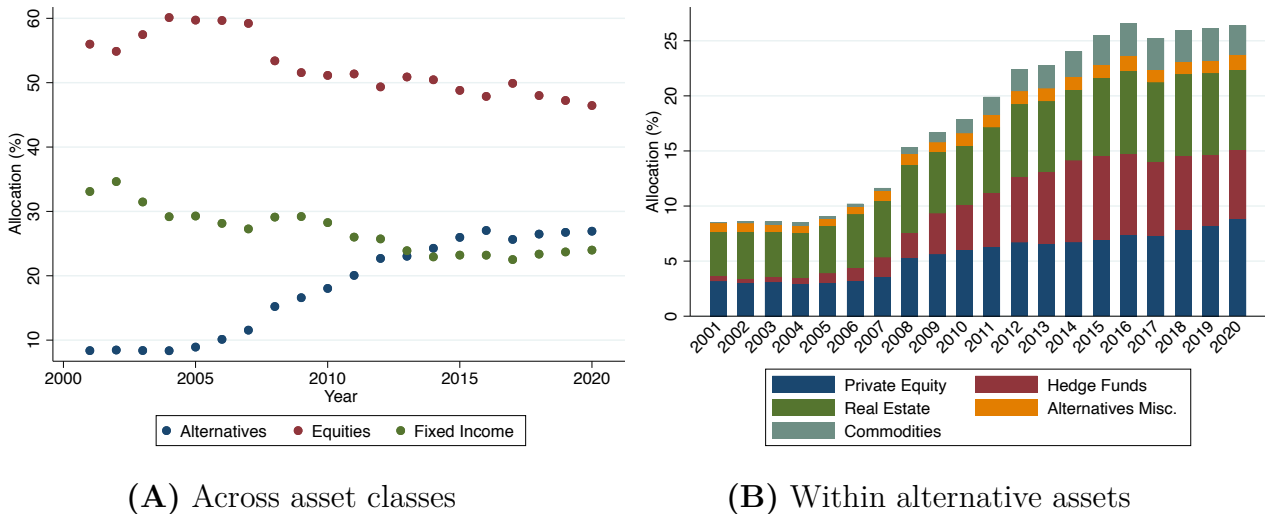 Allocation (%)
60
50
40
30
20
10
2000
2005
2010
2015
2020
Year
Alternatives
Equities
Fixed Income
(A) Across asset classes
Allocation (%)
25
20
15
10
5
0
2001
2002
2003
2004
2005
2006
2007
2008
2009
2010
2011
2012
2013
2014
2015
2016
2017
2018
2019
2020
Private Equity
Hedge Funds
Real Estate
Alternatives Misc.
Commodities
(B) Within alternative assets